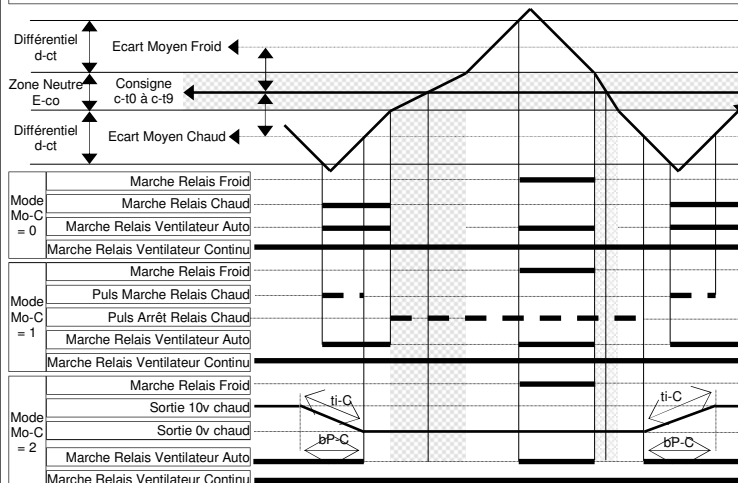 Différentiel
d-ct
Ecart Moyen Froid
Zone Neutre
E-co
Consigne
c-t0 à c-t9
Différentiel
d-ct
Ecart Moyen Chaud
Mode
Mo-C
= 0
Marche Relais Froid
Marche Relais Chaud
Marche Relais Ventilateur Auto
Marche Relais Ventilateur Continu
Mode
Mo-C
= 1
Marche Relais Froid
Puls Marche Relais Chaud
Puls Arrêt Relais Chaud
Marche Relais Ventilateur Auto
Marche Relais Ventilateur Continu
Mode
Mo-C
= 2
Marche Relais Froid
Sortie 10v chaud
Sortie 0v chaud
Marche Relais Ventilateur Auto
Marche Relais Ventilateur Continu
ti-C
bP-C
ti-C
bP-C